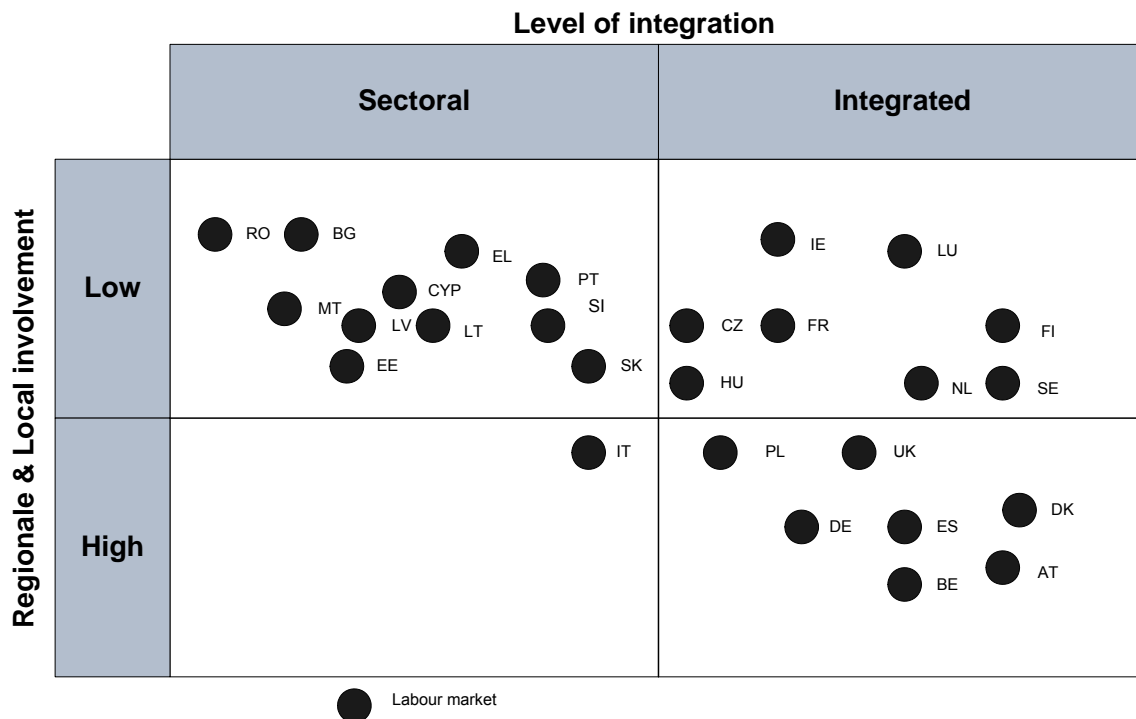 Level of integration
Sectoral
Integrated
Regionale & Local involvement
Low
RO
BG
EL
IE
LU
PT
CYP
MT
SI
LV
LT
CZ
FR
FI
EE
SK
HU
NL
SE
High
IT
PL
UK
DK
DE
ES
AT
BE
Labour market